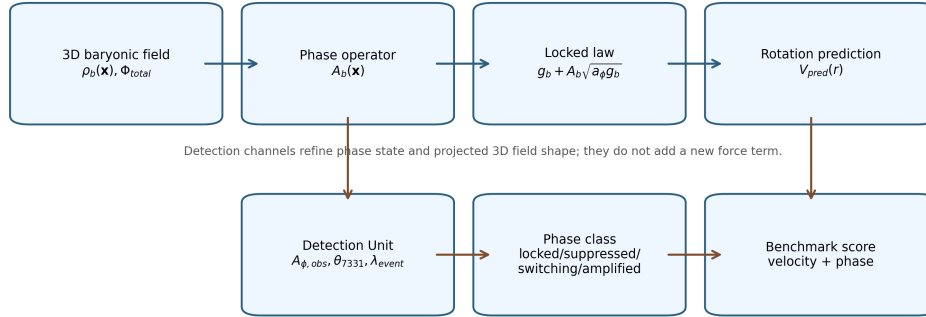 3D baryonic field
ρ_b(𝐱), Φ_total
Phase operator
A_b(𝐱)
Locked law
g_b + A_b√(a_ϕ g_b)
Rotation prediction
V_pred(r)
Detection channels refine phase state and projected 3D field shape; they do not add a new force term.
Detection Unit
A_ϕ,obs, θ_7331, λ_event
Phase class
locked/suppressed/
switching/amplified
Benchmark score
velocity + phase